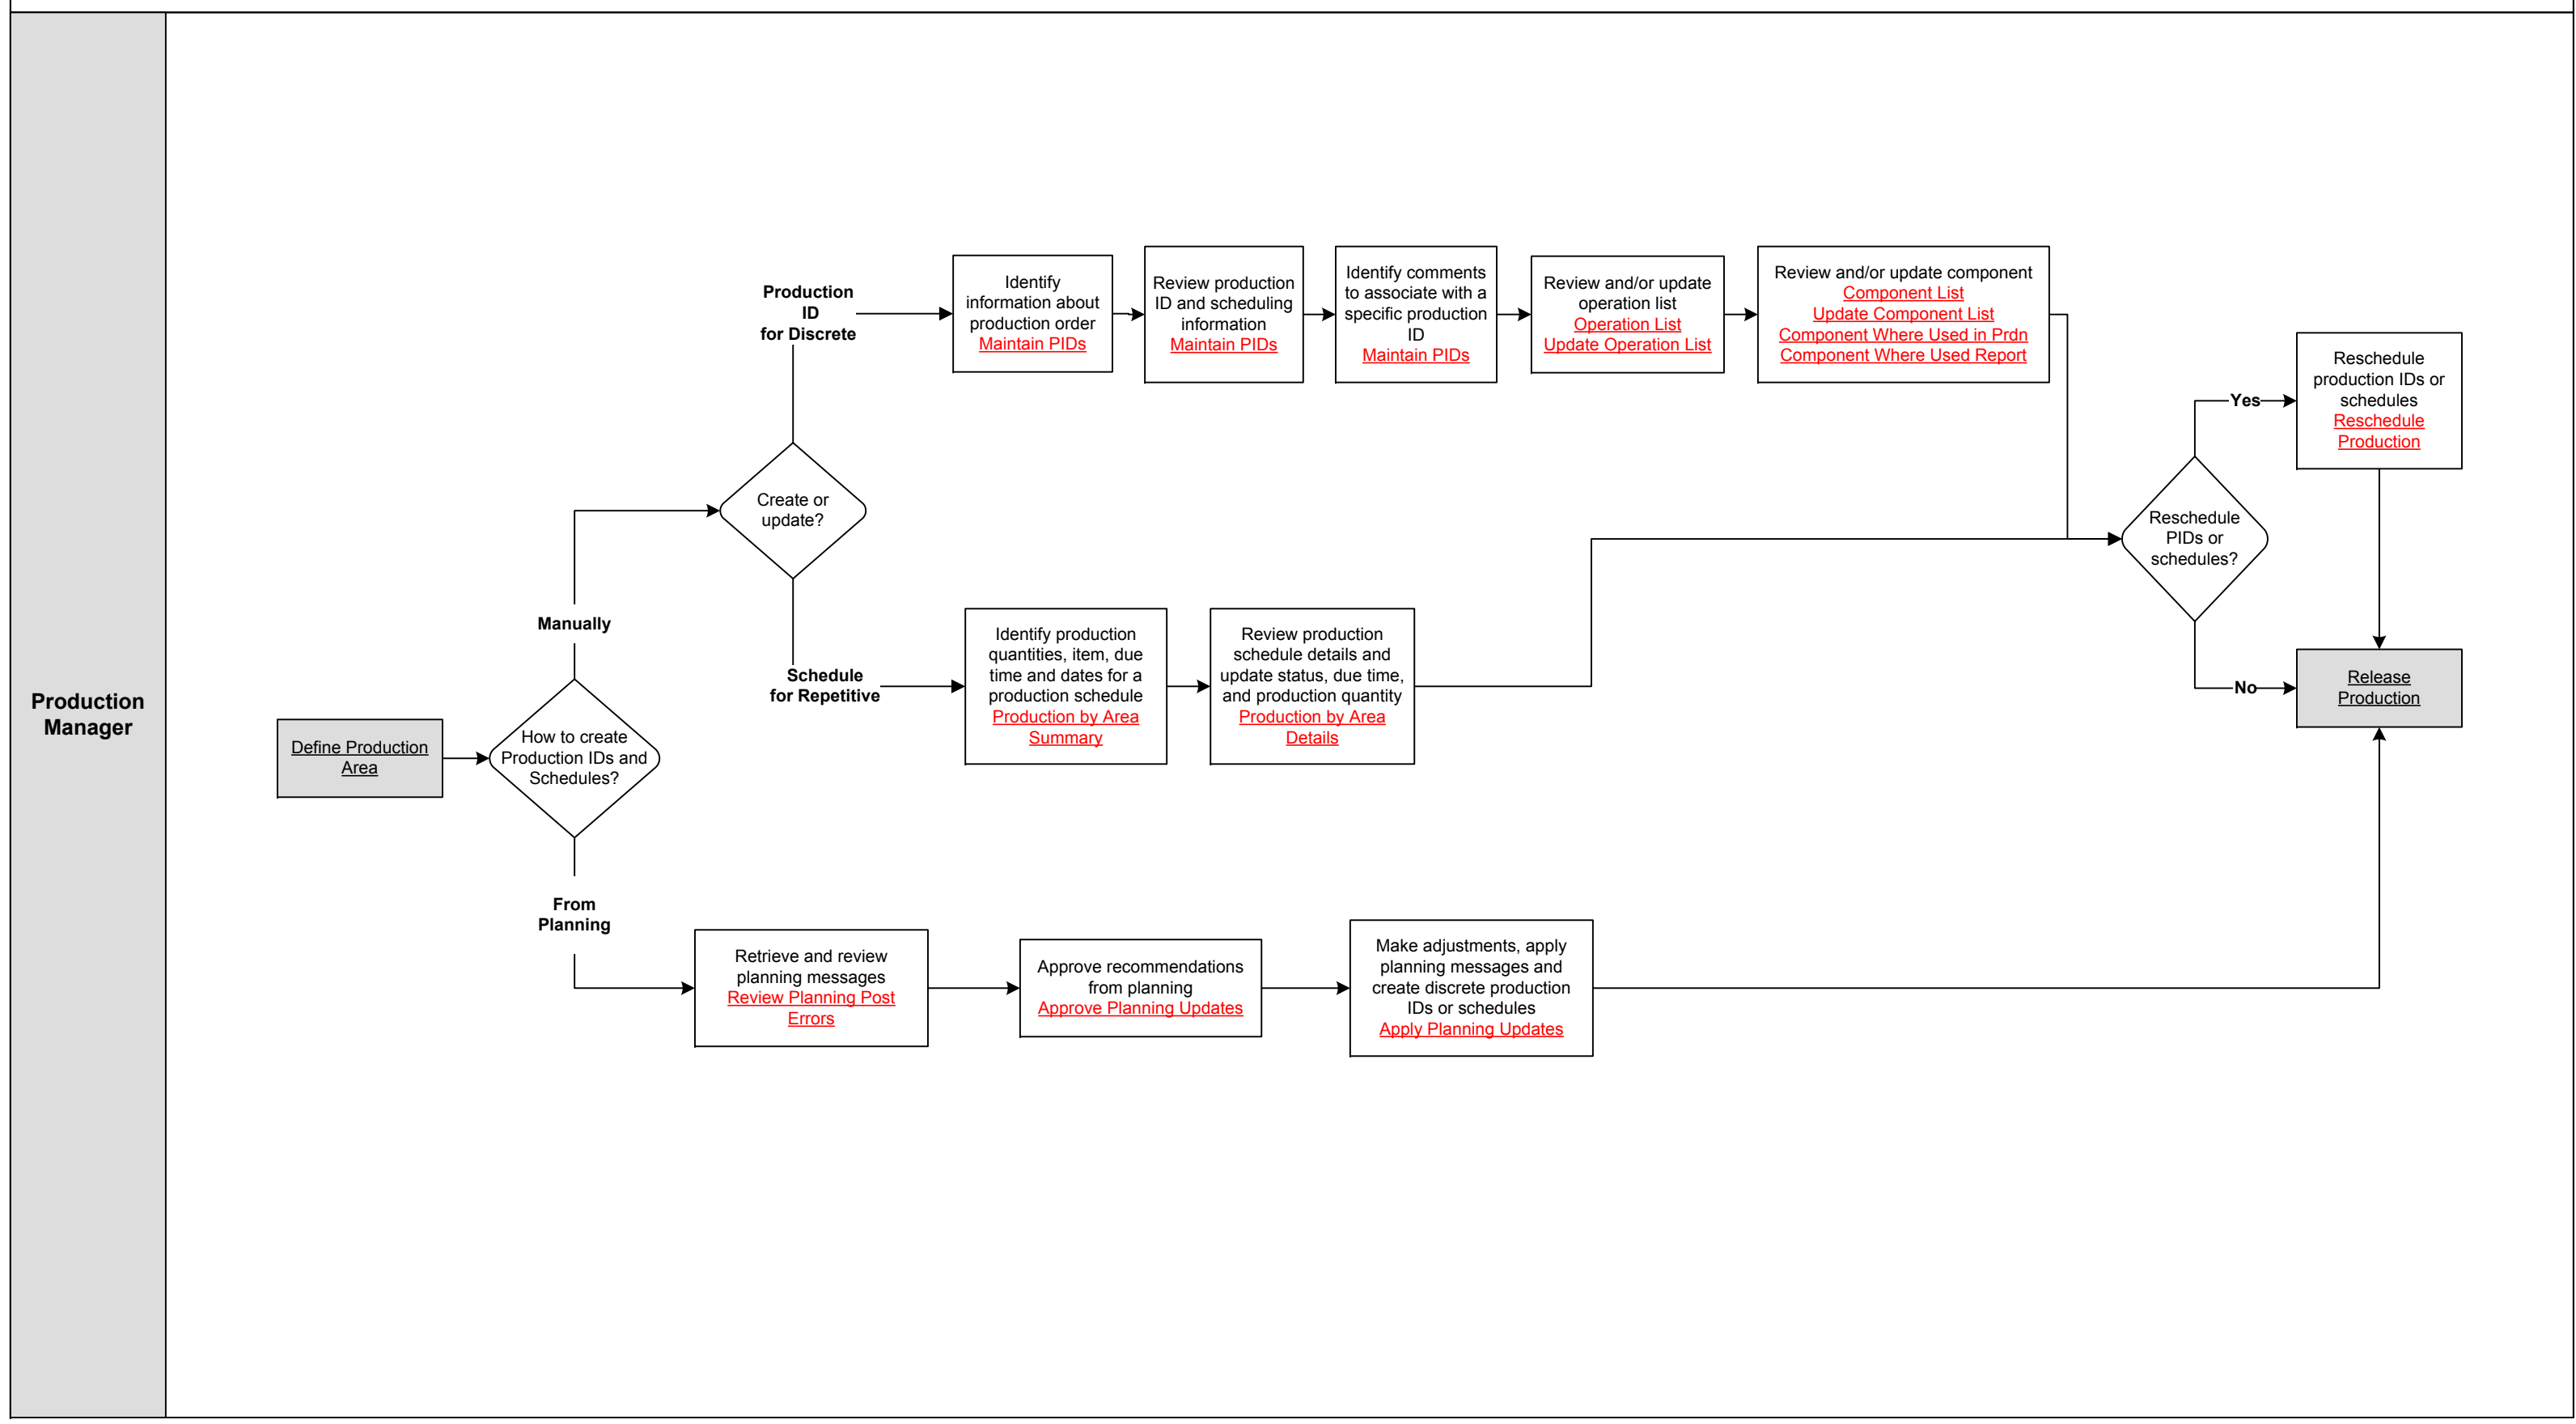 Production
Manager
Define Production
Area
How to create
Production IDs and
Schedules?
Manually
From
Planning
Create or
update?
Production
ID
for Discrete
Identify
information about
production order
Maintain PIDs
Review production
ID and scheduling
information
Maintain PIDs
Identify comments
to associate with a
specific production
ID
Maintain PIDs
Review and/or update
operation list
Operation List
Update Operation List
Review and/or update component
Component List
Update Component List
Component Where Used in Prdn
Component Where Used Report
Schedule
for Repetitive
Identify production
quantities, item, due
time and dates for a
production schedule
Production by Area
Summary
Review production
schedule details and
update status, due time,
and production quantity
Production by Area
Details
Reschedule
PIDs or
schedules?
Yes
Reschedule
production IDs or
schedules
Reschedule
Production
No
Release
Production
Retrieve and review
planning messages
Review Planning Post
Errors
Approve recommendations
from planning
Approve Planning Updates
Make adjustments, apply
planning messages and
create discrete production
IDs or schedules
Apply Planning Updates